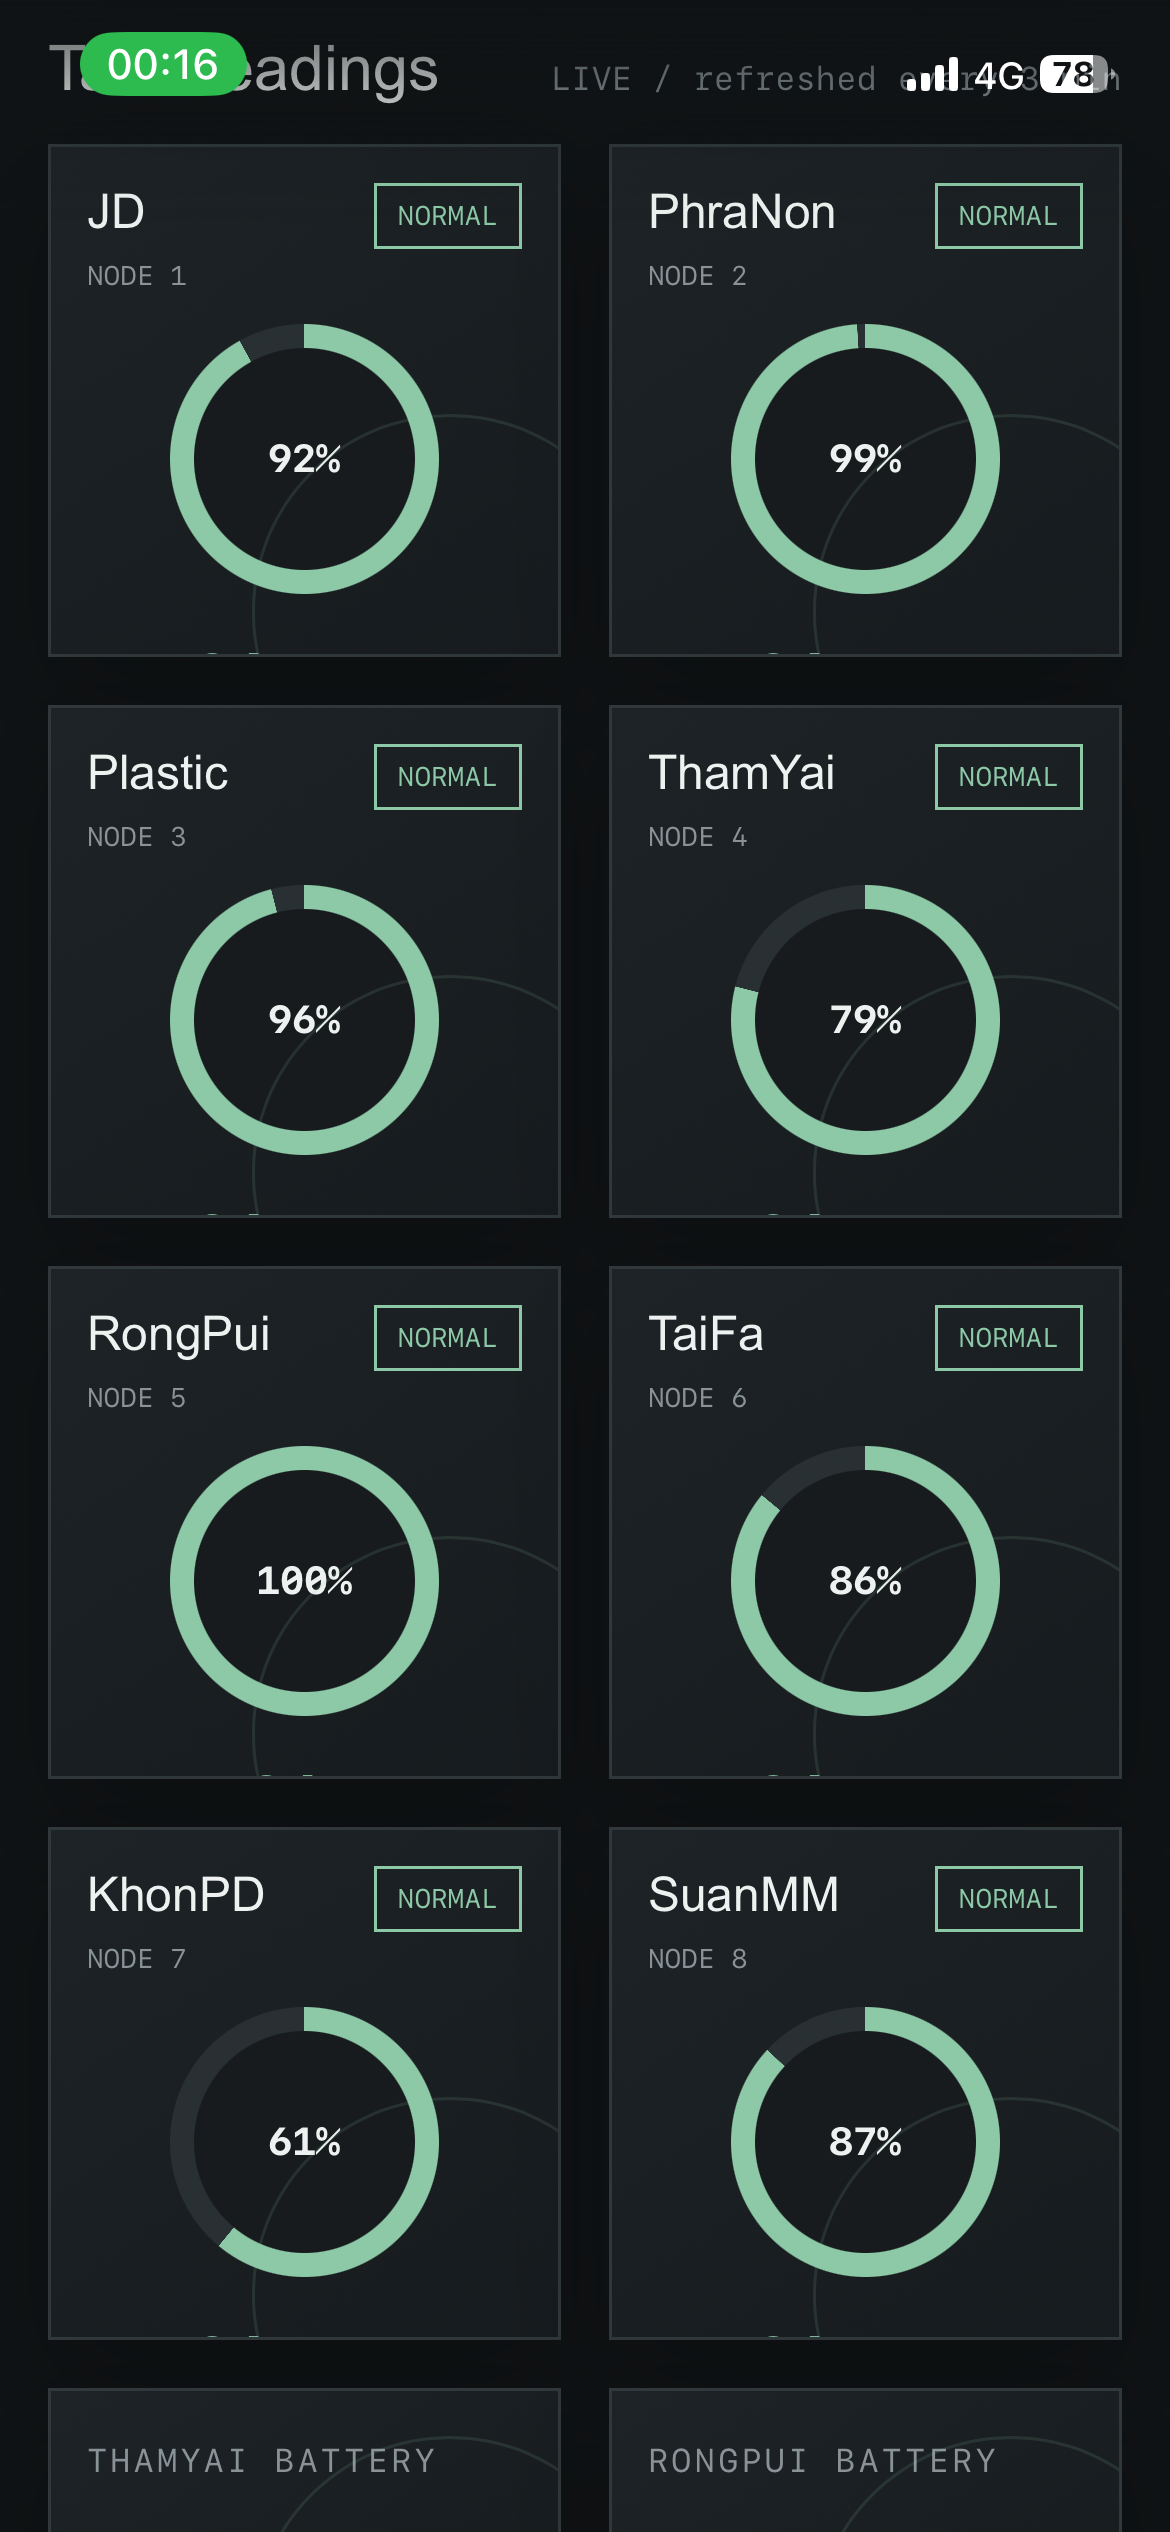 00:16
eadings
LIVE / refreshed every 3
4G 78
JD
NORMAL
NODE 1
92%
PhraNon
NORMAL
NODE 2
99%
Plastic
NORMAL
NODE 3
96%
ThamYai
NORMAL
NODE 4
79%
RongPui
NORMAL
NODE 5
100%
TaiFa
NORMAL
NODE 6
86%
KhonPD
NORMAL
NODE 7
61%
SuanMM
NORMAL
NODE 8
87%
THAMYAI BATTERY
RONGPUI BATTERY